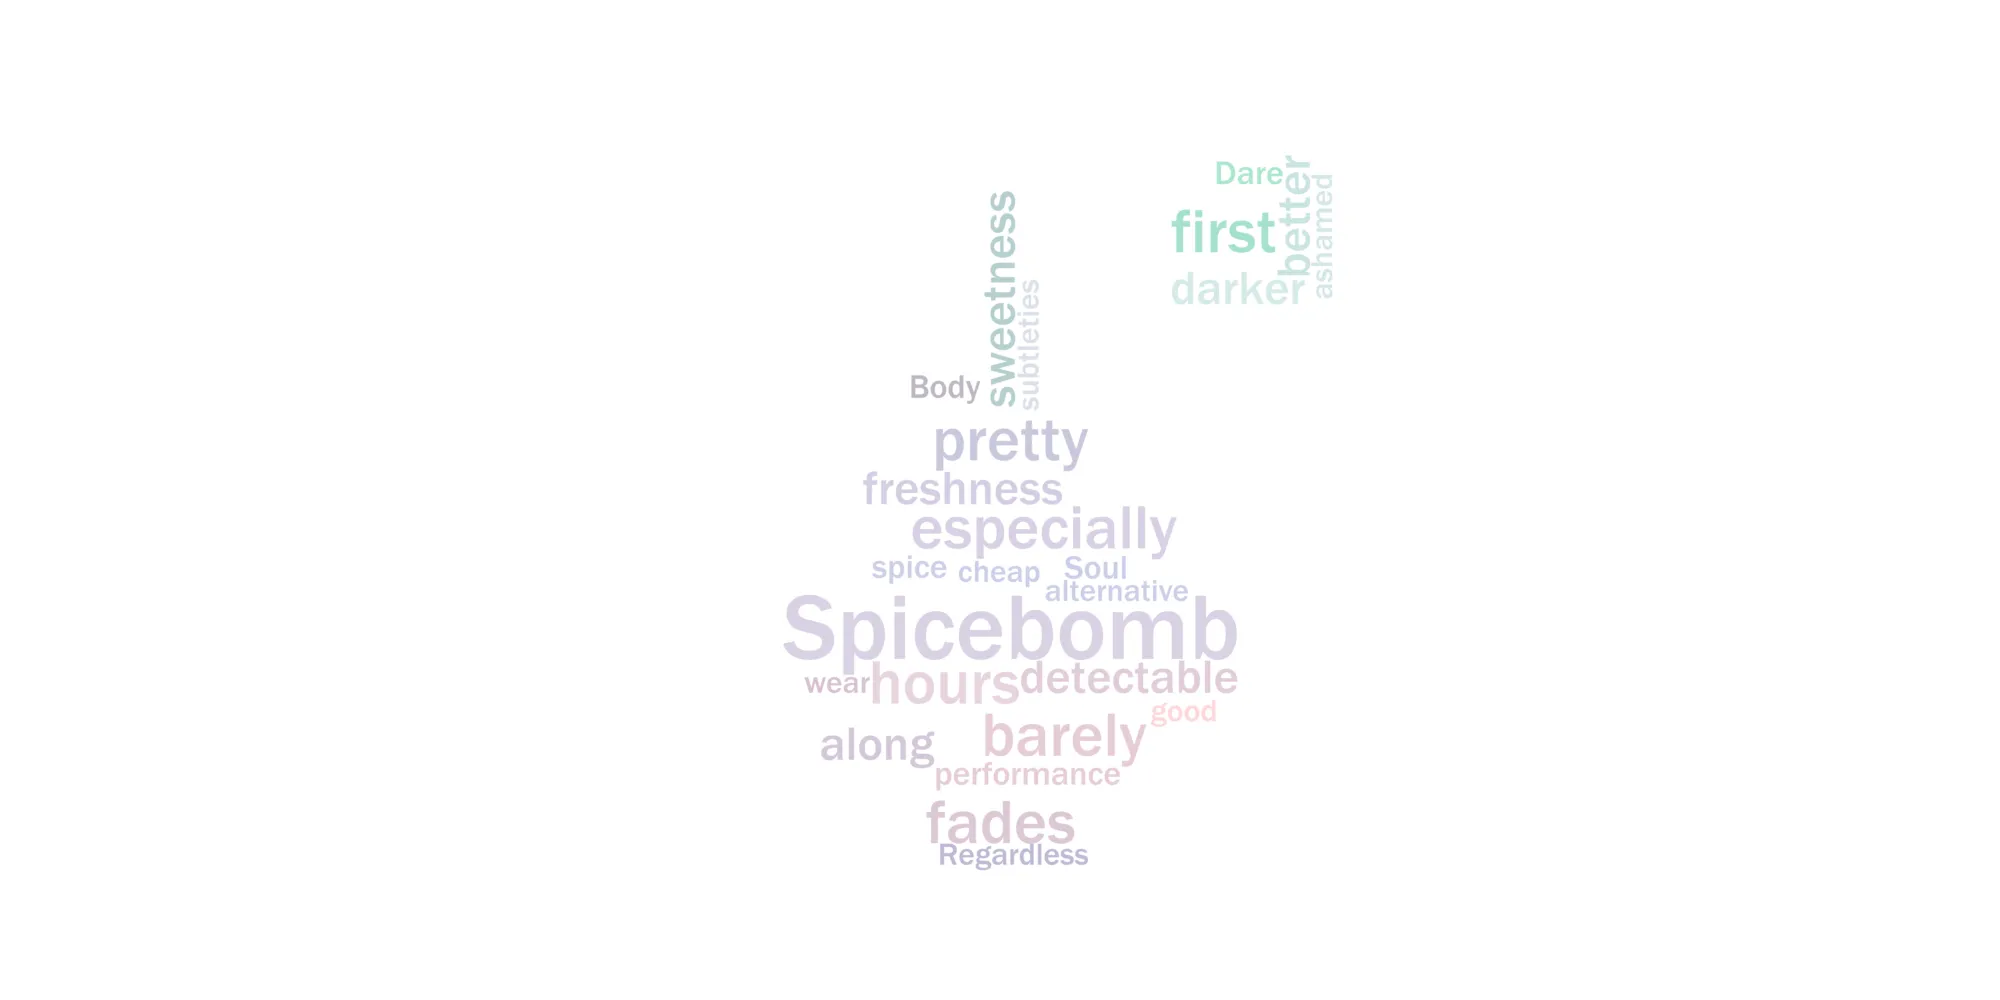 Dare
better
ashamed
first
darker
sweetness
subtleties
Body
pretty
freshness
especially
spice
cheap
Soul
alternative
Spicebomb
wear
hours
detectable
good
barely
along
performance
fades
Regardless